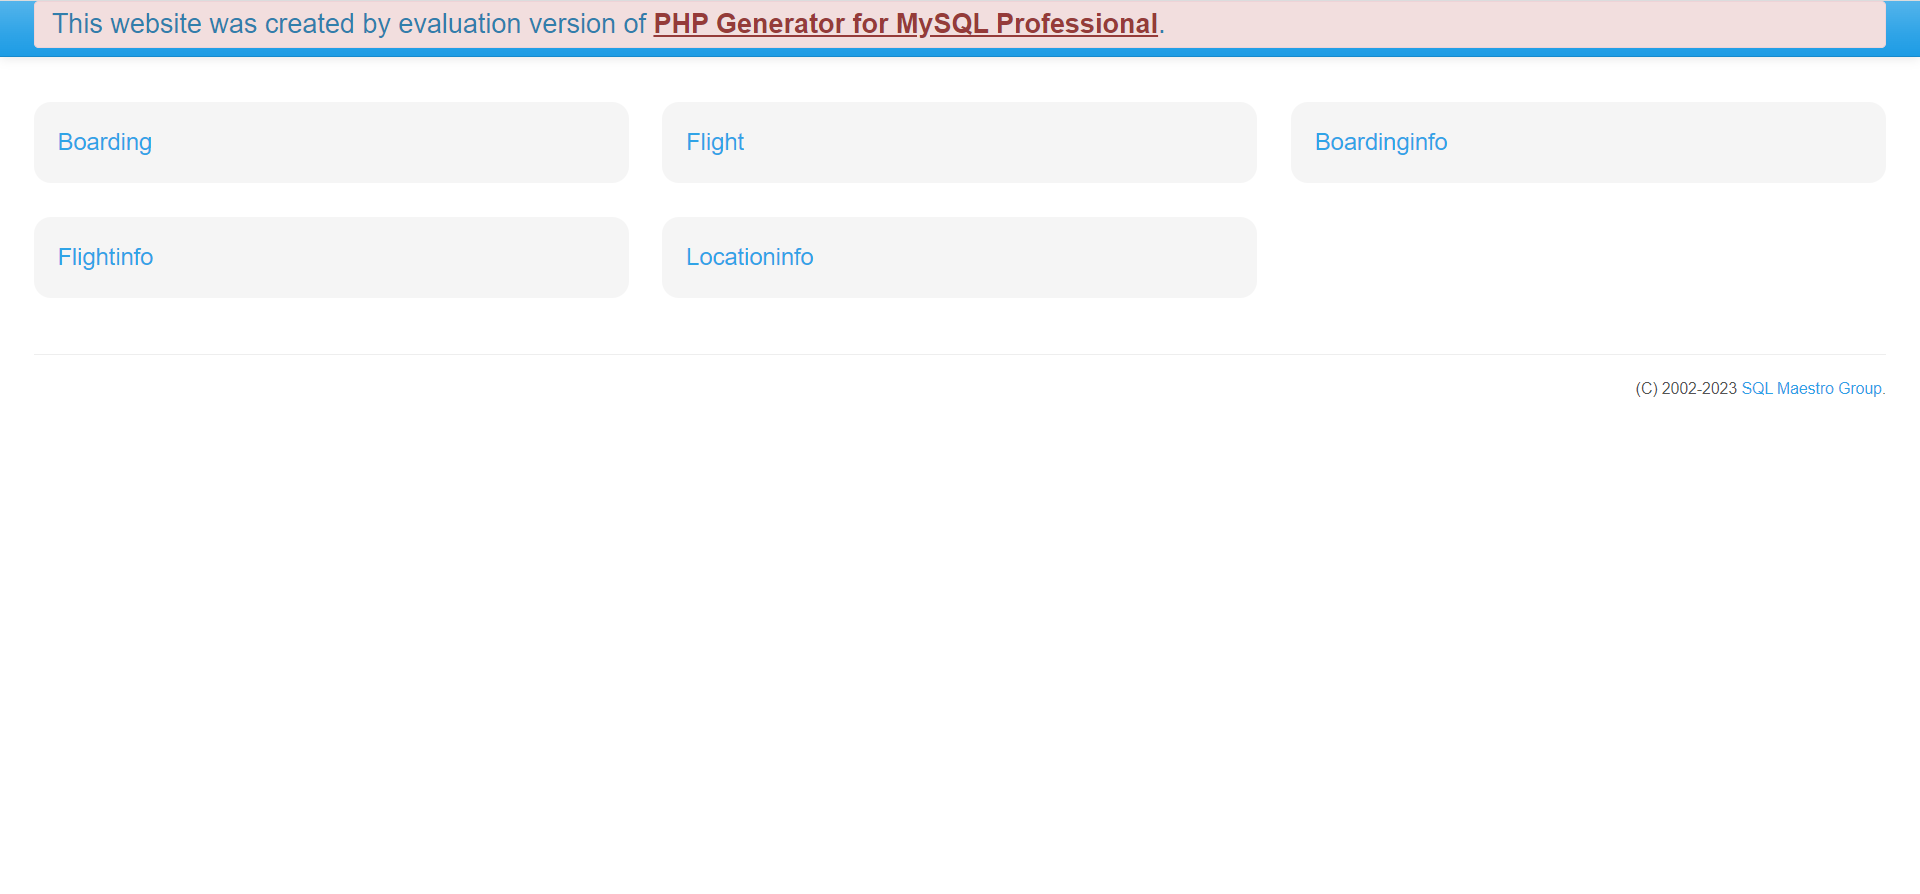 This website was created by evaluation version of PHP Generator for MySQL Professional.
Boarding
Flight
Boardinginfo
Flightinfo
Locationinfo
(C) 2002-2023 SQL Maestro Group.